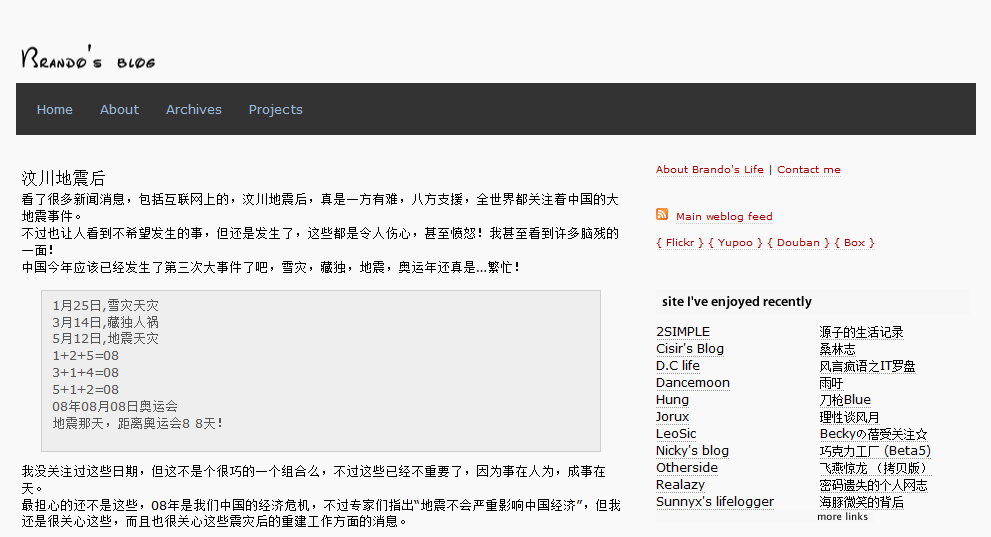 Brando's blog
Home About Archives Projects
汶川地震后
看了很多新闻消息，包括互联网上的，汶川地震后，真是一方有难，八方支援，全世界都关注着中国的大
地震事件。
不过也让人看到不希望发生的事，但还是发生了，这些都是令人伤心，甚至愤怒！我甚至看到许多脑残的
一面！
中国今年应该已经发生了第三次大事件了吧，雪灾，藏独，地震，奥运年还真是...繁忙！
1月25日,雪灾天灾
3月14日,藏独人祸
5月12日,地震天灾
1+2+5=08
3+1+4=08
5+1+2=08
08年08月08日奥运会
地震那天，距离奥运会8 8天！
我没关注过这些日期，但这不是个很巧的一个组合么，不过这些已经不重要了，因为事在人为，成事在
天。
最担心的还不是这些，08年是我们中国的经济危机，不过专家们指出“地震不会严重影响中国经济”，但我
还是很关心这些，而且也很关心这些震灾后的重建工作方面的消息。
About Brando's Life | Contact me
Main weblog feed
{ Flickr } { Yupoo } { Douban } { Box }
site I've enjoyed recently
2SIMPLE
Cisir's Blog
D.C life
Dancemoon
Hung
Jorux
LeoSic
Nicky's blog
Otherside
Realazy
Sunnyx's lifelogger
源子的生活记录
桑林志
风言疯语之IT罗盘
雨吁
刀枪Blue
理性谈风月
Beckyの蓓受关注☆
巧克力工厂 (Beta5)
飞燕惊龙 （拷贝版）
密码遗失的个人网志
海豚微笑的背后
more links